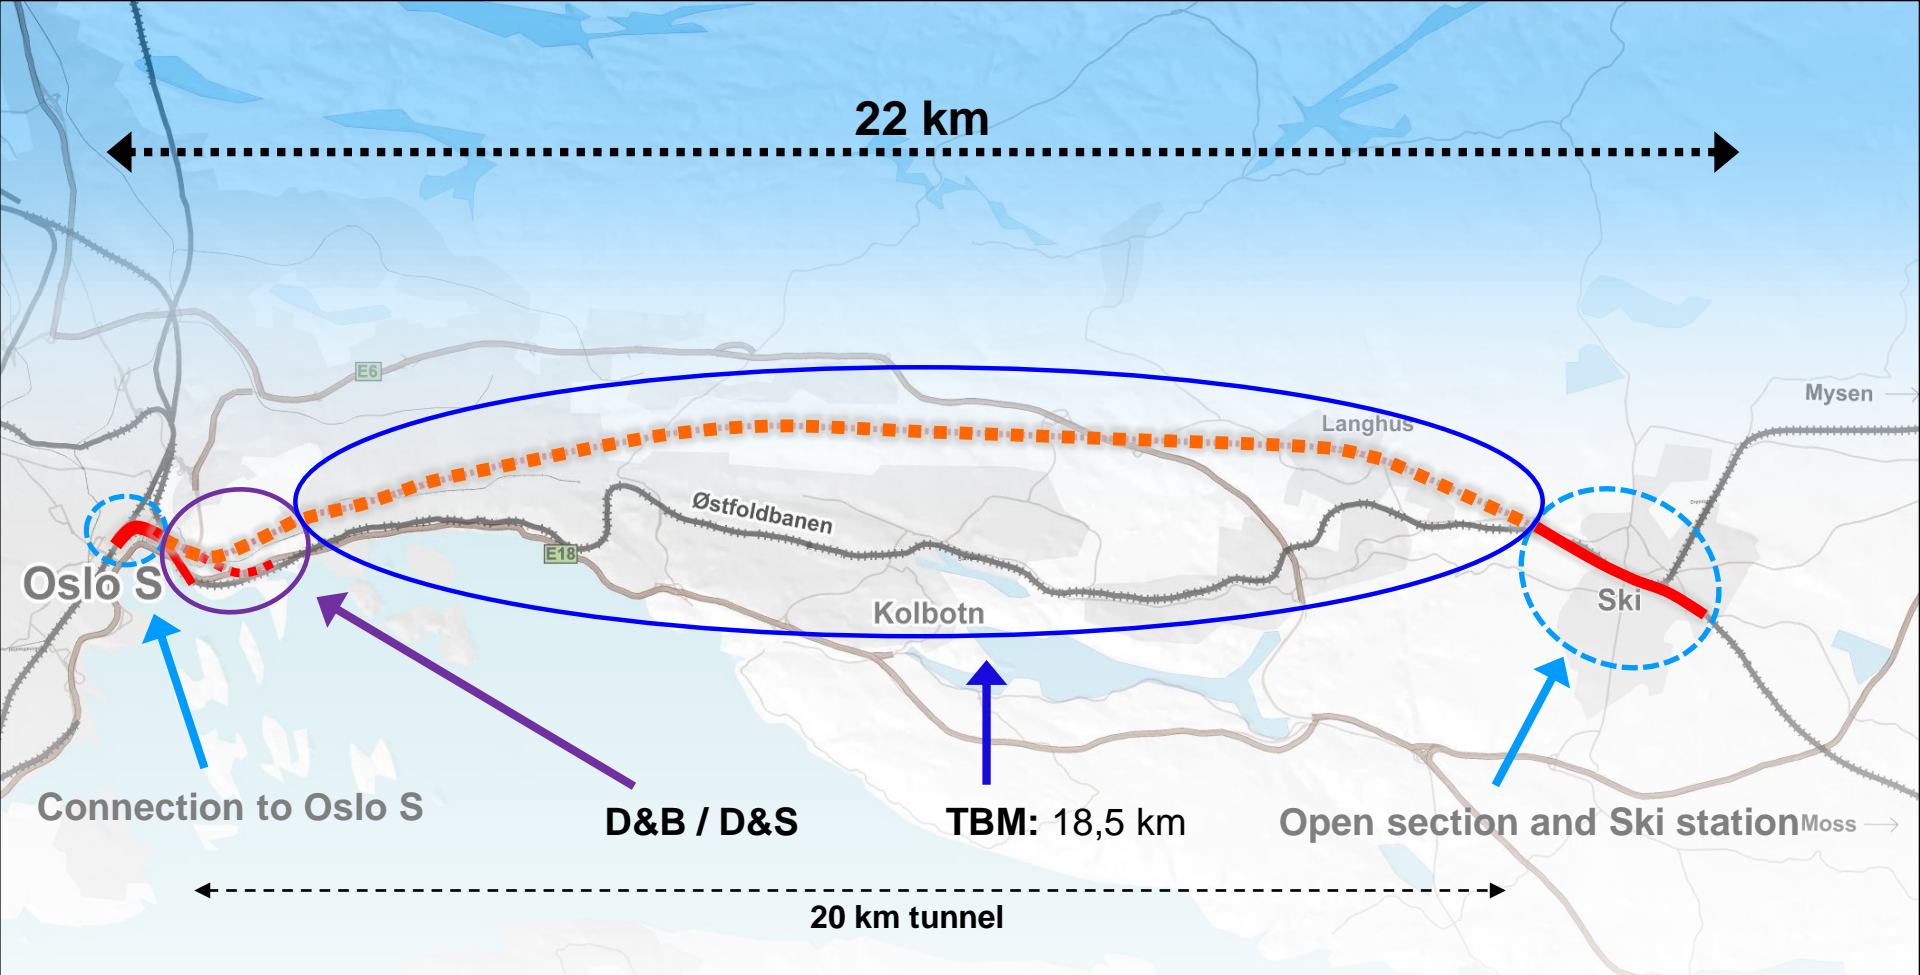 22 km
E6
Mysen
Langhus
Østfoldbanen
E18
Oslo S
Ski
Kolbotn
Connection to Oslo S
D&B / D&S
TBM: 18,5 km
Open section and Ski station
Moss
20 km tunnel